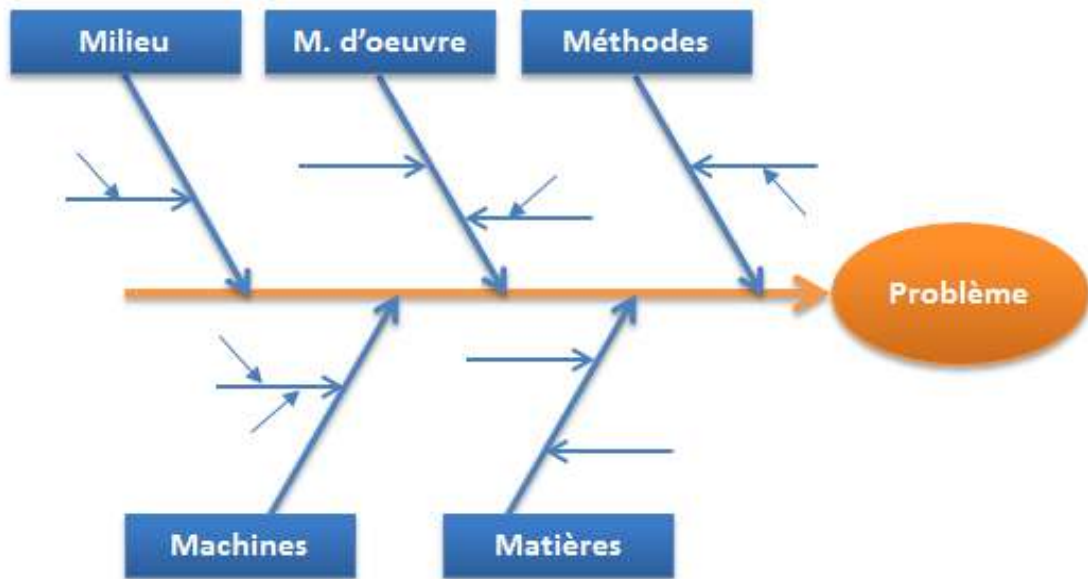 Milieu
M. d'oeuvre
Méthodes
Problème
Machines
Matières